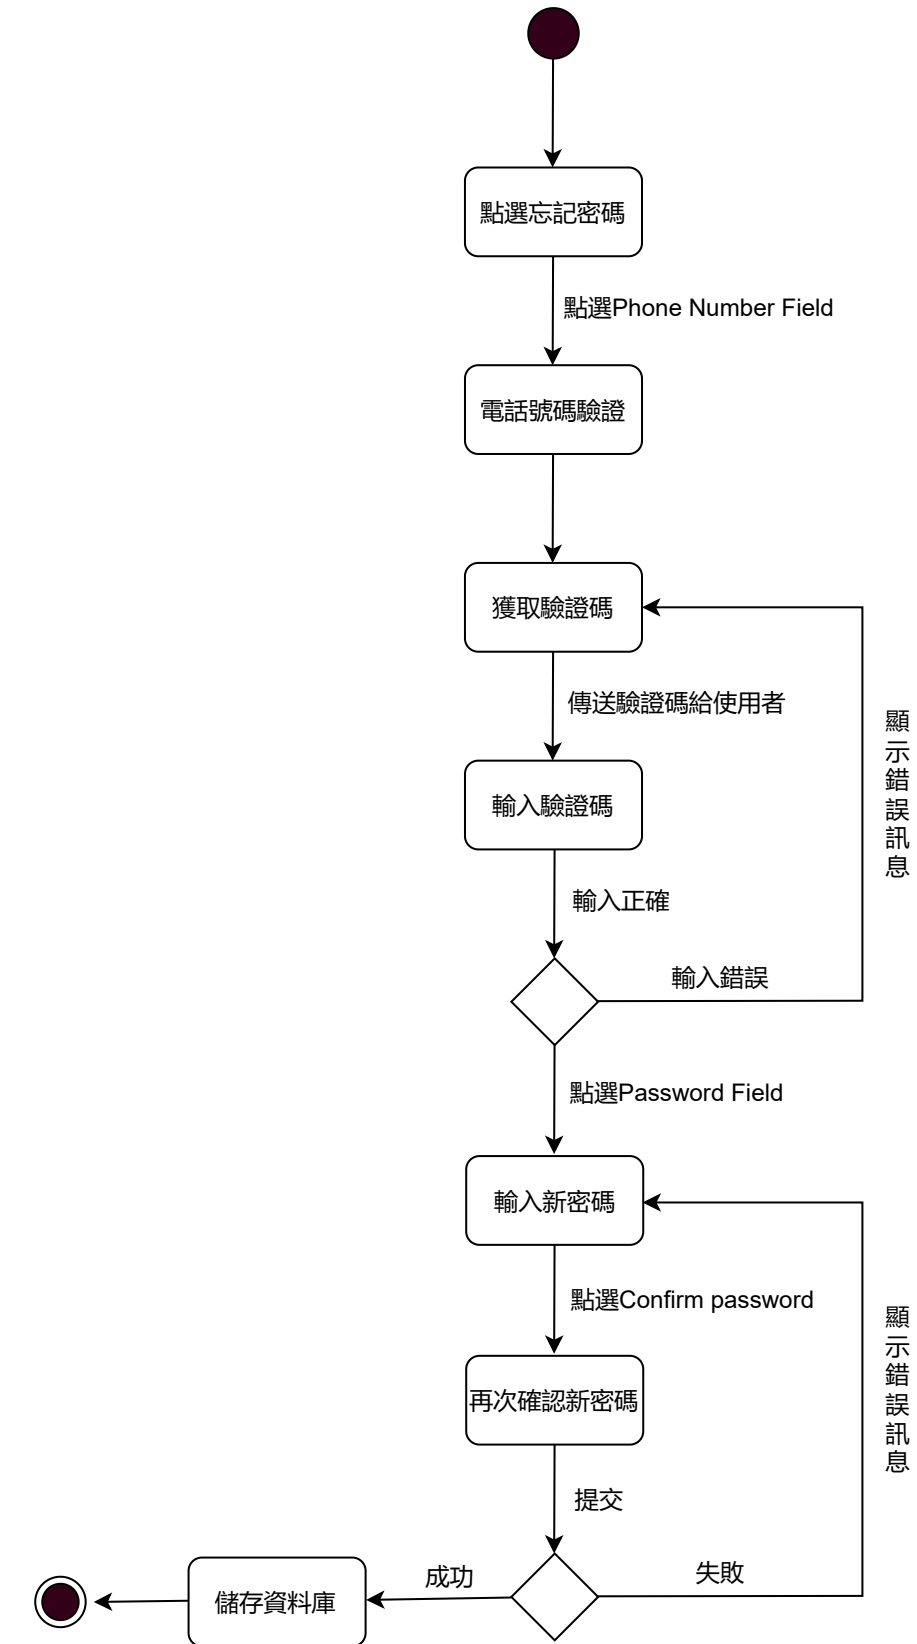 點選忘記密碼
點選Phone Number Field
電話號碼驗證
獲取驗證碼
傳送驗證碼給使用者
顯示錯誤訊息
輸入驗證碼
輸入正確
輸入錯誤
點選Password Field
輸入新密碼
點選Confirm password
顯示錯誤訊息
再次確認新密碼
提交
失敗
成功
儲存資料庫